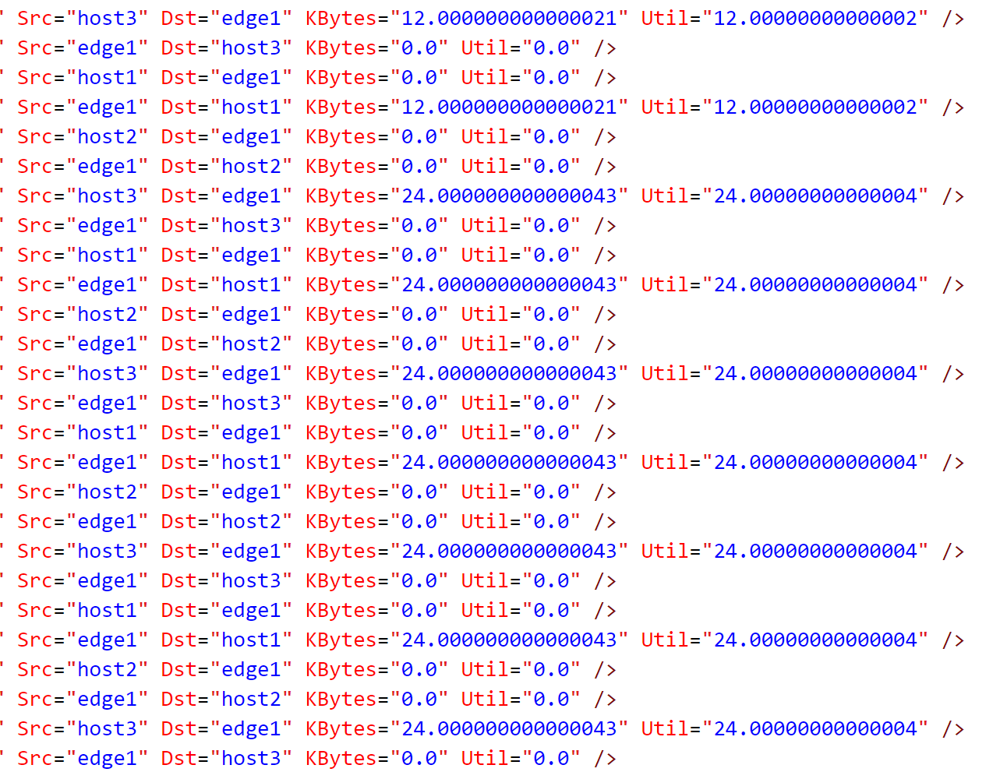 " Src="host3" Dst="edge1" KBytes="12.000000000000021" Util="12.00000000000002" />
" Src="edge1" Dst="host3" KBytes="0.0" Util="0.0" />
" Src="host1" Dst="edge1" KBytes="0.0" Util="0.0" />
" Src="edge1" Dst="host1" KBytes="12.000000000000021" Util="12.00000000000002" />
" Src="host2" Dst="edge1" KBytes="0.0" Util="0.0" />
" Src="edge1" Dst="host2" KBytes="0.0" Util="0.0" />
" Src="host3" Dst="edge1" KBytes="24.000000000000043" Util="24.00000000000004" />
" Src="edge1" Dst="host3" KBytes="0.0" Util="0.0" />
" Src="host1" Dst="edge1" KBytes="0.0" Util="0.0" />
" Src="edge1" Dst="host1" KBytes="24.000000000000043" Util="24.00000000000004" />
" Src="host2" Dst="edge1" KBytes="0.0" Util="0.0" />
" Src="edge1" Dst="host2" KBytes="0.0" Util="0.0" />
" Src="host3" Dst="edge1" KBytes="24.000000000000043" Util="24.00000000000004" />
" Src="edge1" Dst="host3" KBytes="0.0" Util="0.0" />
" Src="host1" Dst="edge1" KBytes="0.0" Util="0.0" />
" Src="edge1" Dst="host1" KBytes="24.000000000000043" Util="24.00000000000004" />
" Src="host2" Dst="edge1" KBytes="0.0" Util="0.0" />
" Src="edge1" Dst="host2" KBytes="0.0" Util="0.0" />
" Src="host3" Dst="edge1" KBytes="24.000000000000043" Util="24.00000000000004" />
" Src="edge1" Dst="host3" KBytes="0.0" Util="0.0" />
" Src="host1" Dst="edge1" KBytes="0.0" Util="0.0" />
" Src="edge1" Dst="host1" KBytes="24.000000000000043" Util="24.00000000000004" />
" Src="host2" Dst="edge1" KBytes="0.0" Util="0.0" />
" Src="edge1" Dst="host2" KBytes="0.0" Util="0.0" />
" Src="host3" Dst="edge1" KBytes="24.000000000000043" Util="24.00000000000004" />
" Src="edge1" Dst="host3" KBytes="0.0" Util="0.0" />